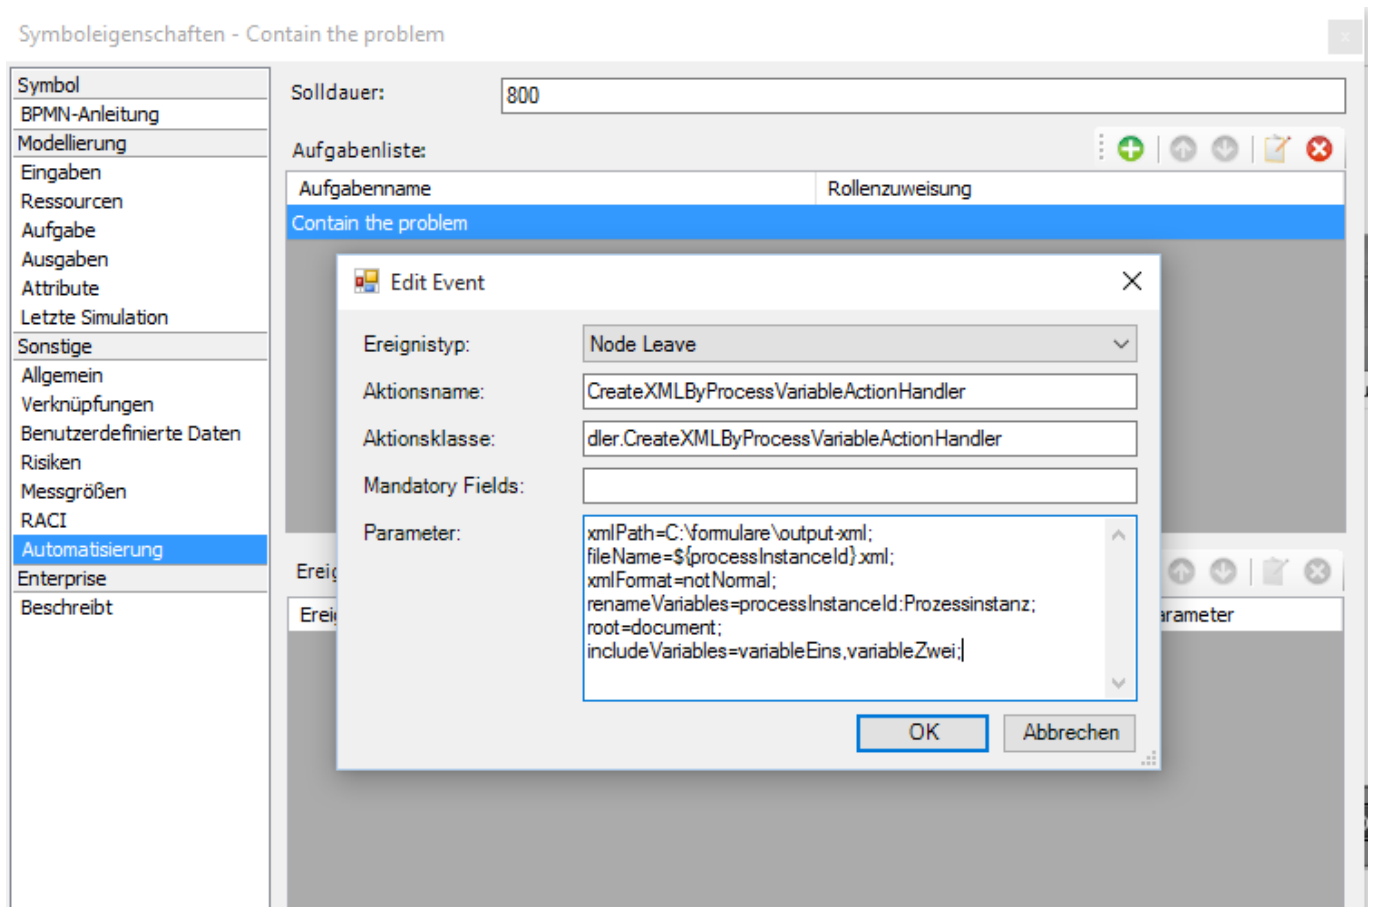 Symboleigenschaften - Contain the problem
x
Symbol
BPMN-Anleitung
Modellierung
Eingaben
Ressourcen
Aufgabe
Ausgaben
Attribute
Letzte Simulation
Sonstige
Allgemein
Verknüpfungen
Benutzerdefinierte Daten
Risiken
Messgrößen
RACI
Automatisierung
Enterprise
Beschreibt
Solldauer: 800
Aufgabenliste:
Aufgabenname Rollenzuweisung
Contain the problem
Edit Event
Ereignistyp: Node Leave
Aktionsname: CreateXMLByProcessVariableActionHandler
Aktionsklasse: dler.CreateXMLByProcessVariableActionHandler
Mandatory Fields:
Parameter:
xmlPath=C:\formulare\output-xml;
fileName=${processInstanceId}.xml;
xmlFormat=notNormal;
renameVariables=processInstanceId:Prozessinstanz;
root=document;
includeVariables=variableEins,variableZwei;
OK Abbrechen